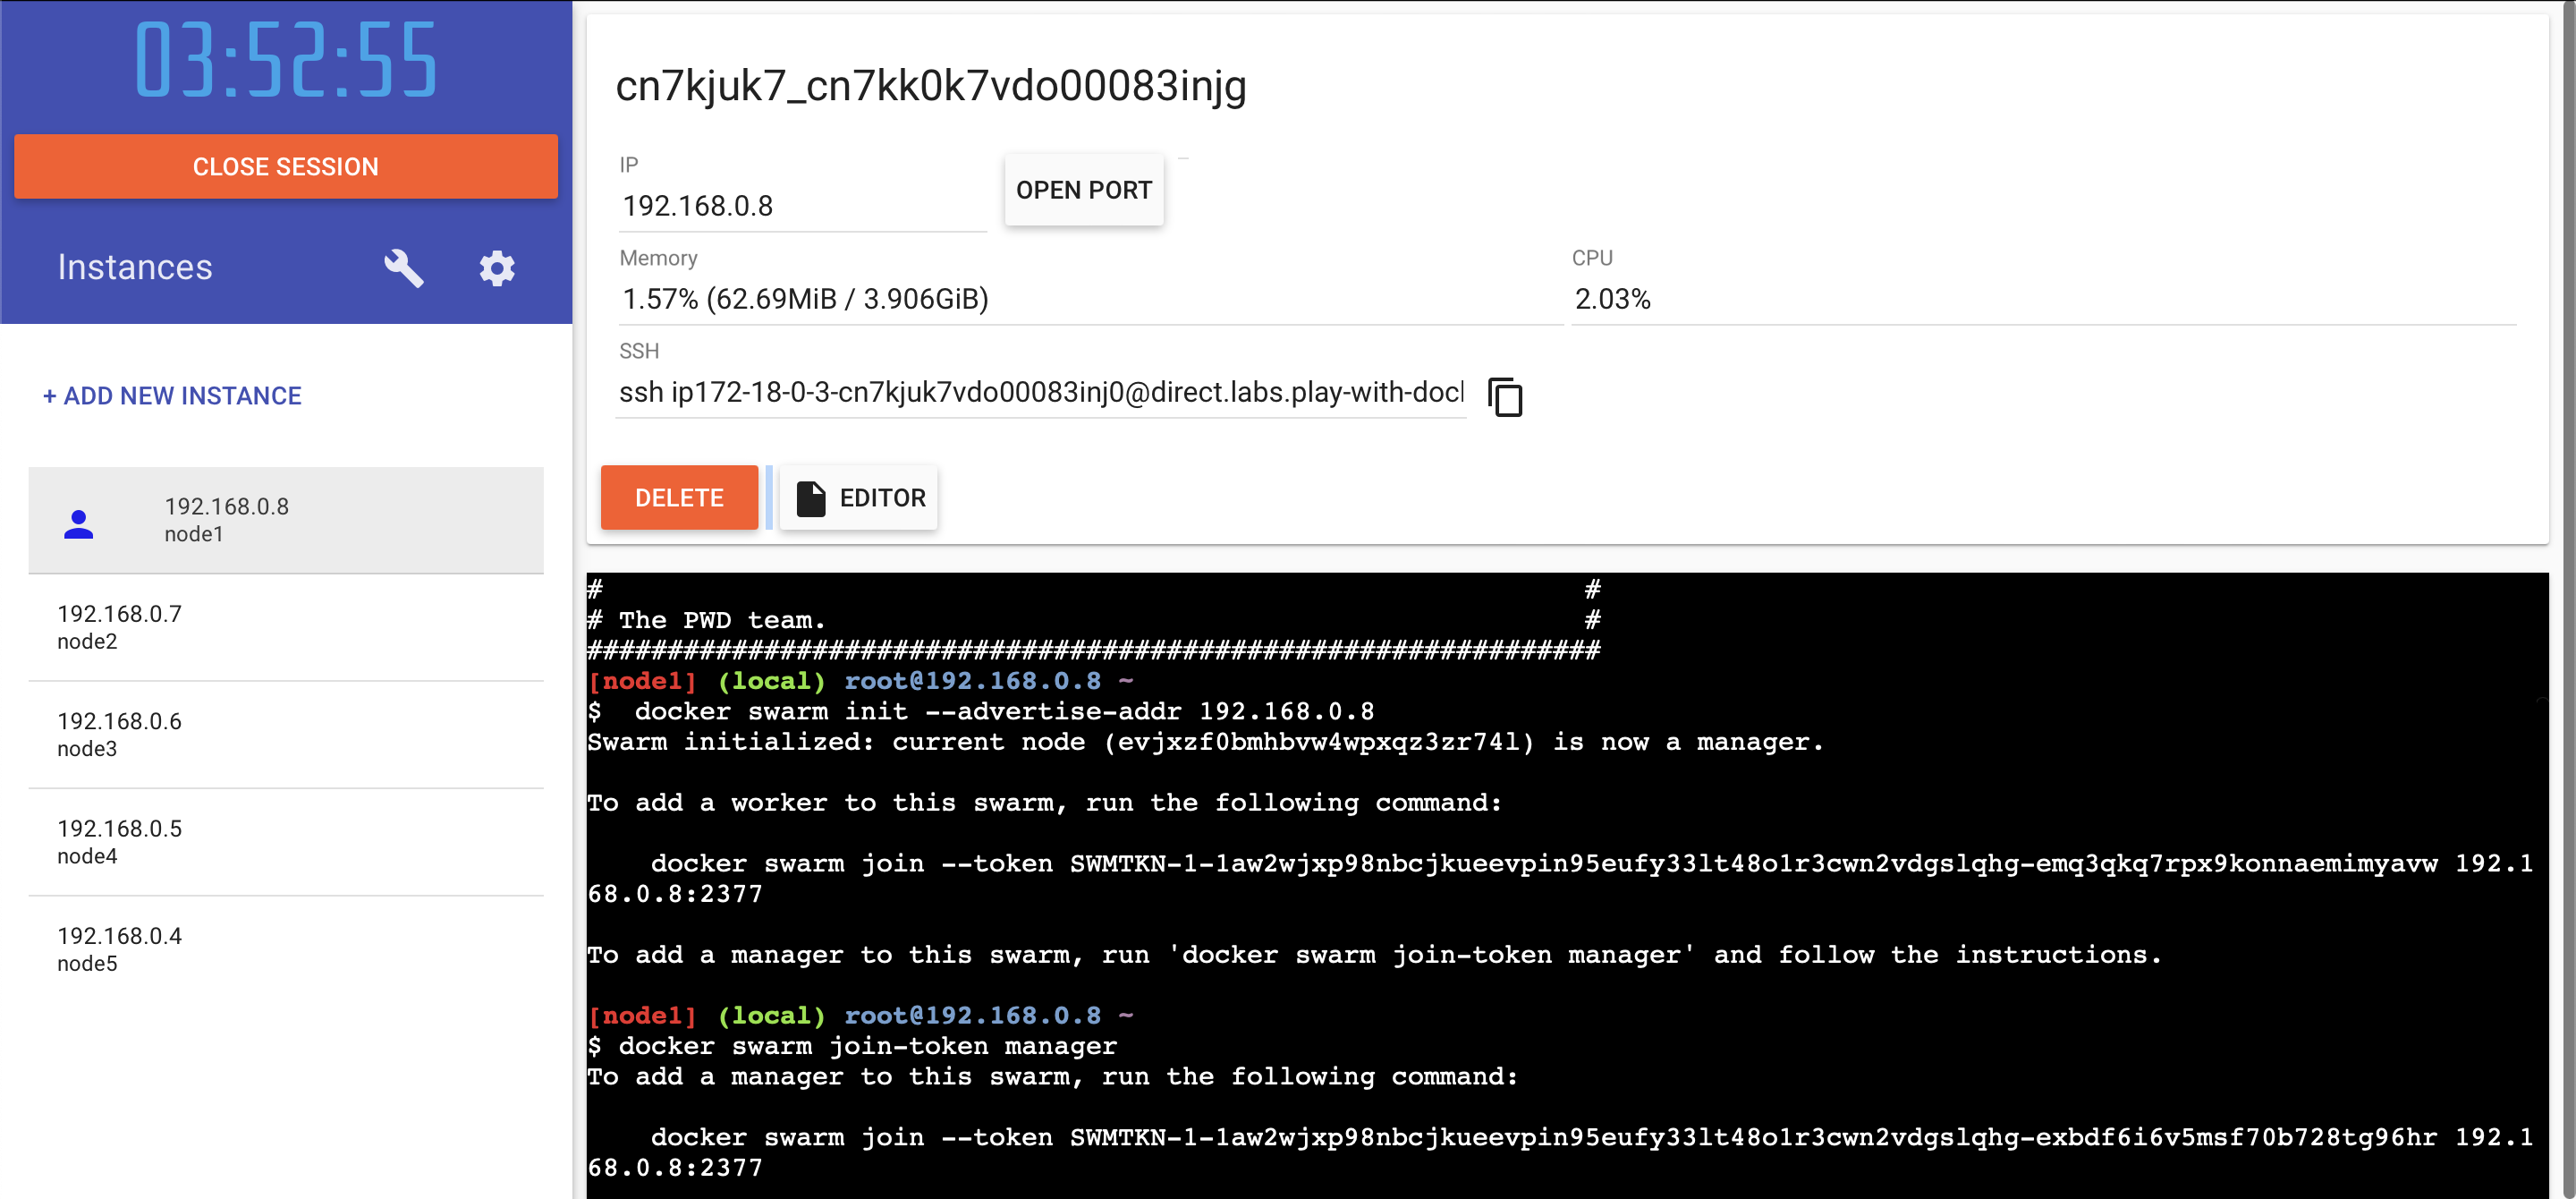 03:52:55
CLOSE SESSION
Instances
+ ADD NEW INSTANCE
192.168.0.8
node1
192.168.0.7
node2
192.168.0.6
node3
192.168.0.5
node4
192.168.0.4
node5
cn7kjuk7_cn7kk0k7vdo00083injg
IP
192.168.0.8
OPEN PORT
Memory
1.57% (62.69MiB / 3.906GiB)
CPU
2.03%
SSH
ssh ip172-18-0-3-cn7kjuk7vdo00083inj0@direct.labs.play-with-docl
DELETE
EDITOR
# #
# The PWD team. #
###############################################################
[node1] (local) root@192.168.0.8 ~
$  docker swarm init --advertise-addr 192.168.0.8
Swarm initialized: current node (evjxzf0bmhbvw4wpxqz3zr74l) is now a manager.
To add a worker to this swarm, run the following command:
docker swarm join --token SWMTKN-1-1aw2wjxp98nbcjkueevpin95eufy33lt48o1r3cwn2vdgslqhg-emq3qkq7rpx9konnaemimyavw 192.1
68.0.8:2377
To add a manager to this swarm, run 'docker swarm join-token manager' and follow the instructions.
[node1] (local) root@192.168.0.8 ~
$ docker swarm join-token manager
To add a manager to this swarm, run the following command:
docker swarm join --token SWMTKN-1-1aw2wjxp98nbcjkueevpin95eufy33lt48o1r3cwn2vdgslqhg-exbdf6i6v5msf70b728tg96hr 192.1
68.0.8:2377